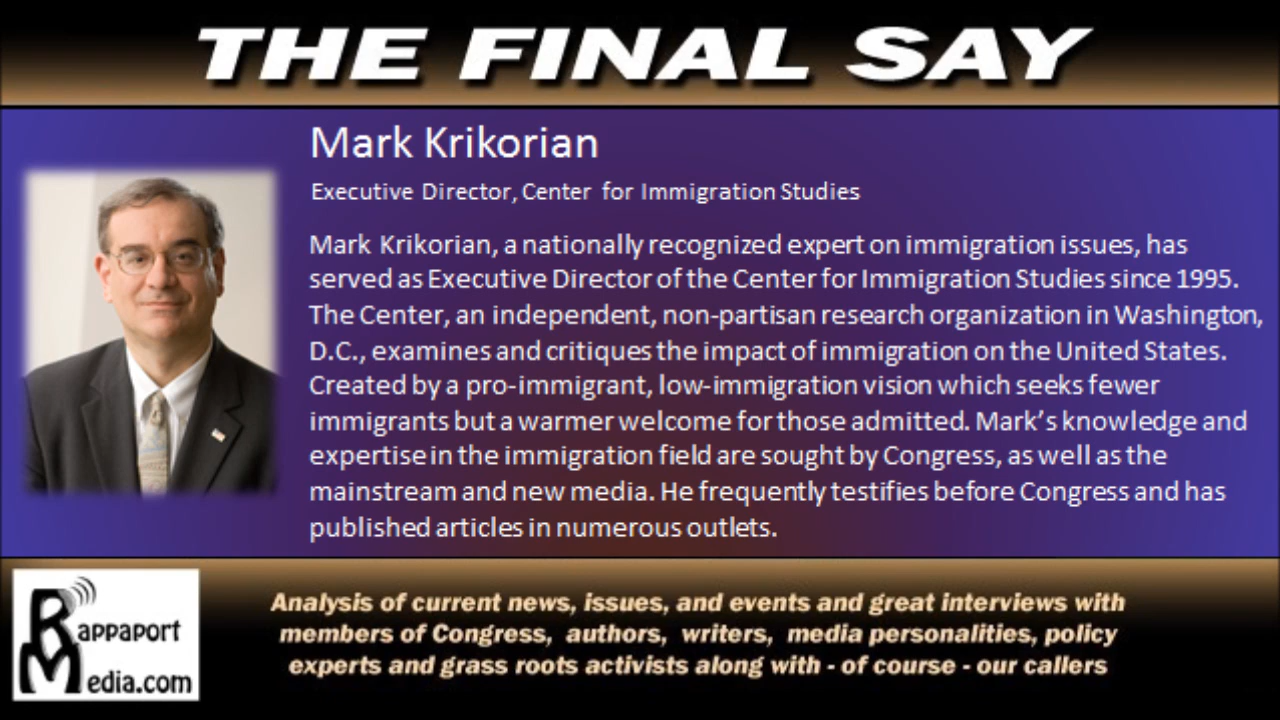 THE FINAL SAY
Mark Krikorian
Executive Director, Center for Immigration Studies
Mark Krikorian, a nationally recognized expert on immigration issues, has
served as Executive Director of the Center for Immigration Studies since 1995.
The Center, an independent, non-partisan research organization in Washington,
D.C., examines and critiques the impact of immigration on the United States.
Created by a pro-immigrant, low-immigration vision which seeks fewer
immigrants but a warmer welcome for those admitted. Mark’s knowledge and
expertise in the immigration field are sought by Congress, as well as the
mainstream and new media. He frequently testifies before Congress and has
published articles in numerous outlets.
Rappaport
Media.com
Analysis of current news, issues, and events and great interviews with
members of Congress, authors, writers, media personalities, policy
experts and grass roots activists along with - of course - our callers